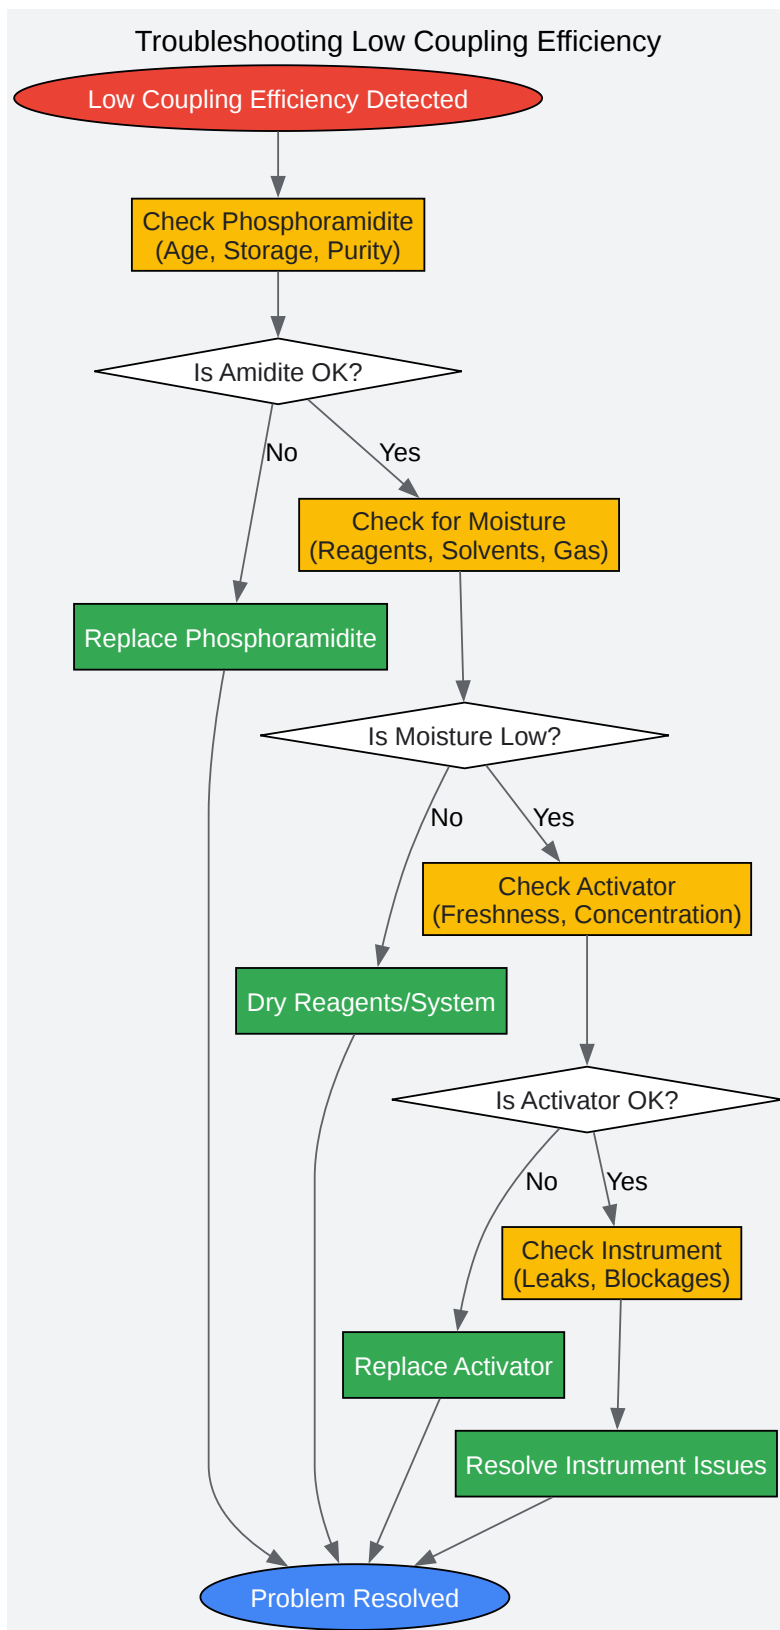 Troubleshooting Low Coupling Efficiency
Low Coupling Efficiency Detected
Check Phosphoramidite
(Age, Storage, Purity)
Is Amidite OK?
No
Yes
Check for Moisture
(Reagents, Solvents, Gas)
Replace Phosphoramidite
Is Moisture Low?
No
Yes
Check Activator
(Freshness, Concentration)
Dry Reagents/System
Is Activator OK?
No
Yes
Check Instrument
(Leaks, Blockages)
Replace Activator
Resolve Instrument Issues
Problem Resolved